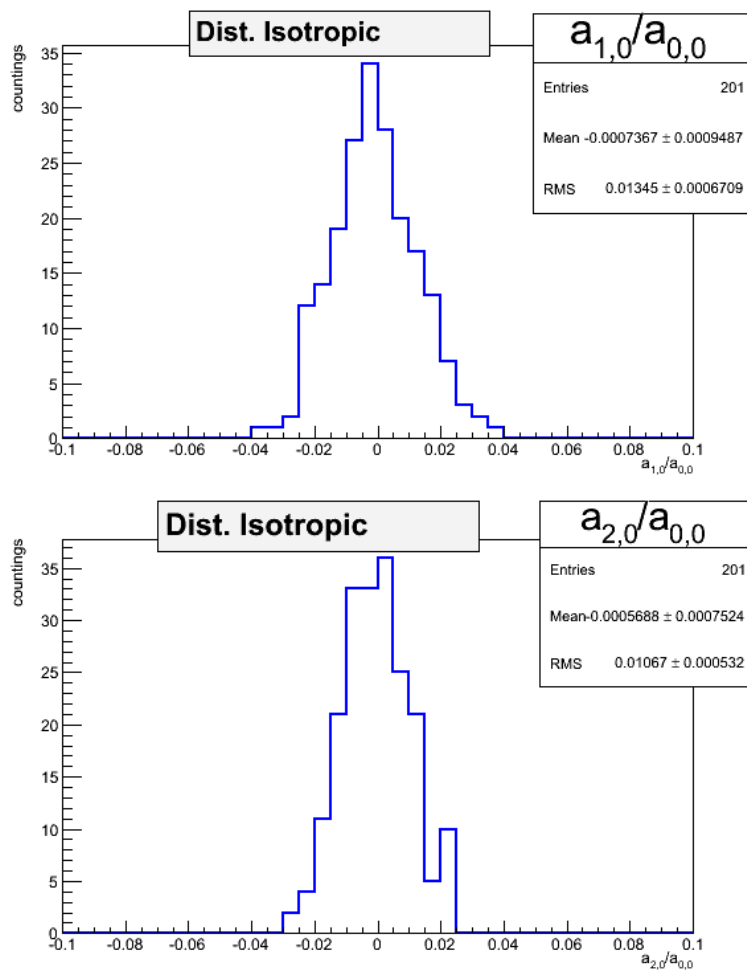 Dist. Isotropic
a1,0/a0,0
Entries 201
Mean -0.0007367 ± 0.0009487
RMS 0.01345 ± 0.0006709
countings
35
30
25
20
15
10
5
0
-0.1 -0.08 -0.06 -0.04 -0.02 0 0.02 0.04 0.06 0.08 0.1
a1,0/a0,0
Dist. Isotropic
a2,0/a0,0
Entries 201
Mean-0.0005688 ± 0.0007524
RMS 0.01067 ± 0.000532
countings
35
30
25
20
15
10
5
0
-0.1 -0.08 -0.06 -0.04 -0.02 0 0.02 0.04 0.06 0.08 0.1
a2,0/a0,0